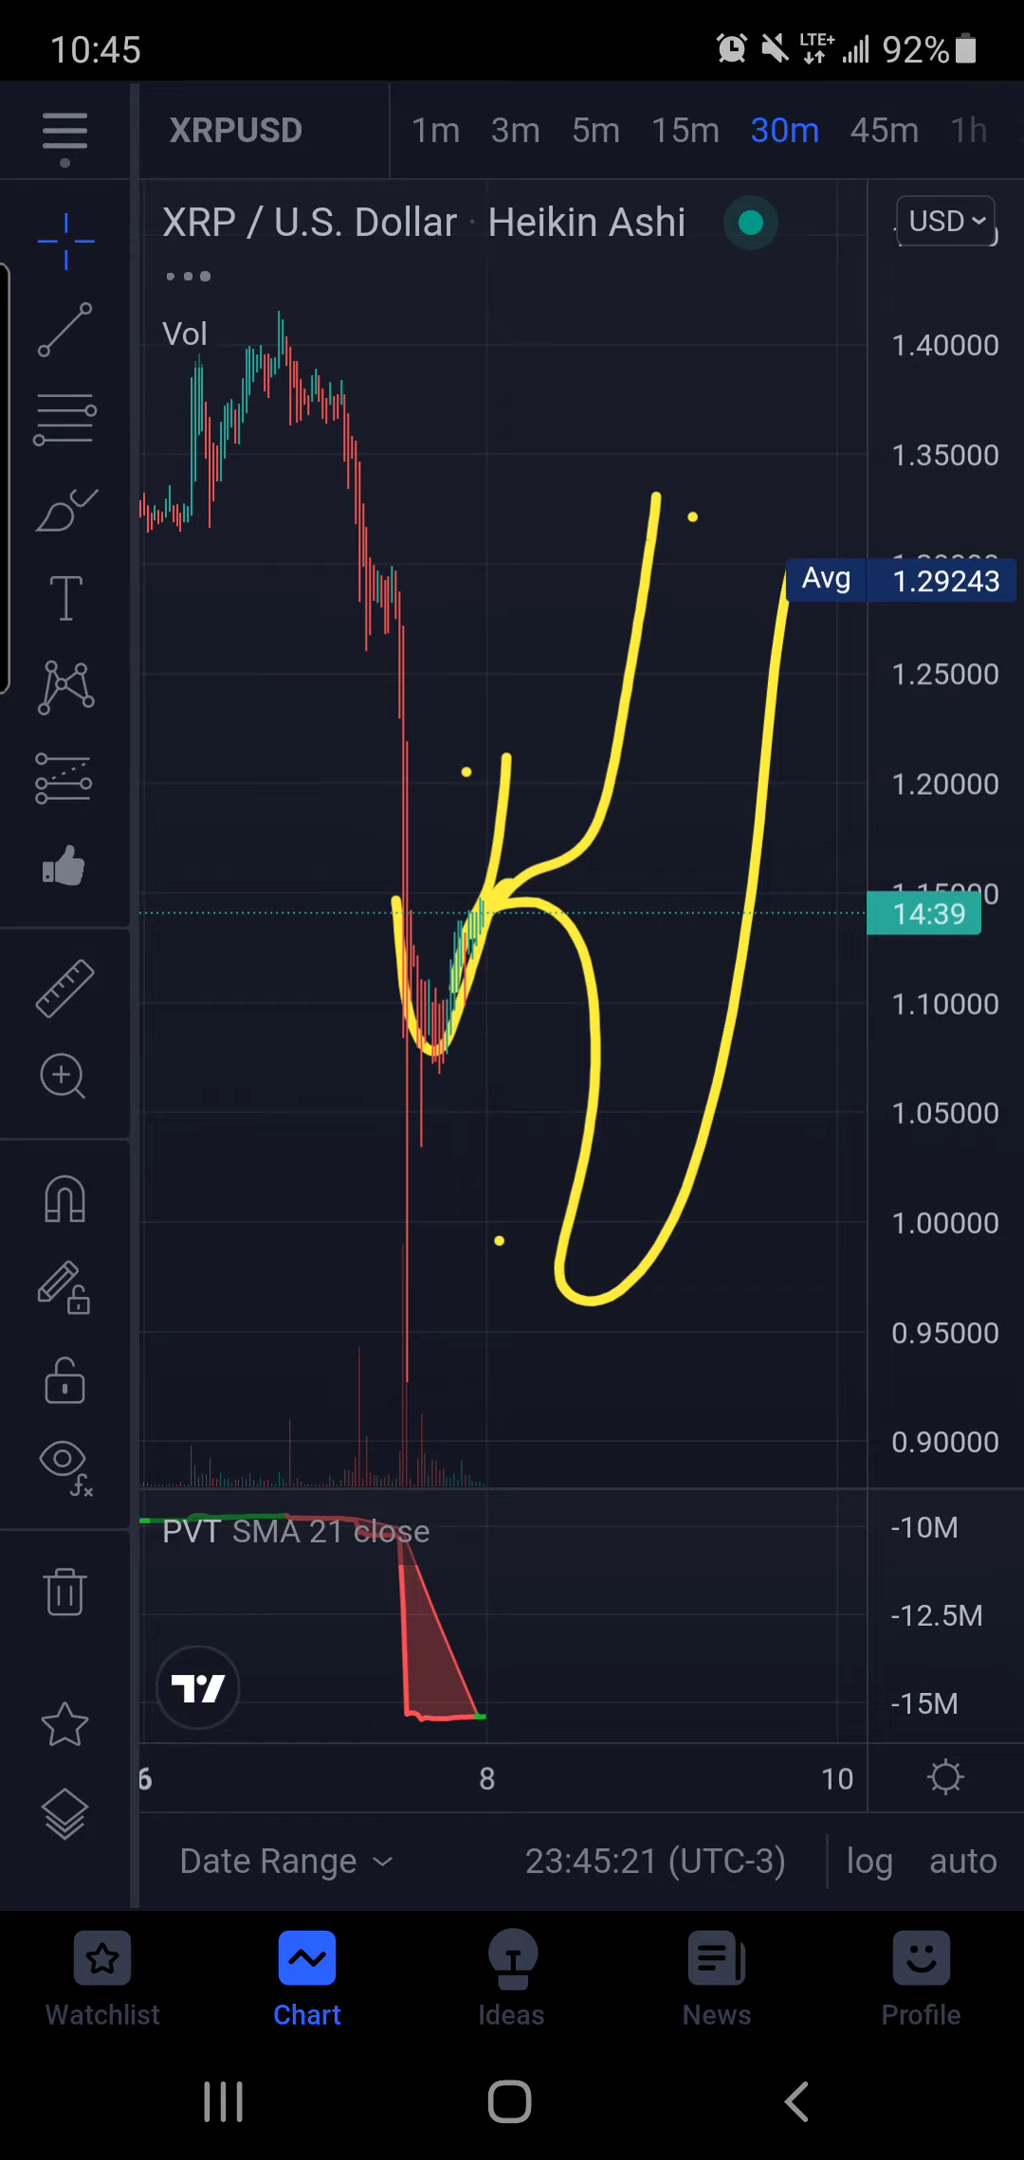 10:45 LTE+ 92%
XRPUSD 1m 3m 5m 15m 30m 45m 1h
XRP / U.S. Dollar · Heikin Ashi USD
Vol
1.40000
1.35000
Avg 1.29243
1.25000
1.20000
1.15000
14:39
1.10000
1.05000
1.00000
0.95000
0.90000
PVT SMA 21 close
-10M
-12.5M
-15M
6 8 10
Date Range 23:45:21 (UTC-3) log auto
Watchlist Chart Ideas News Profile